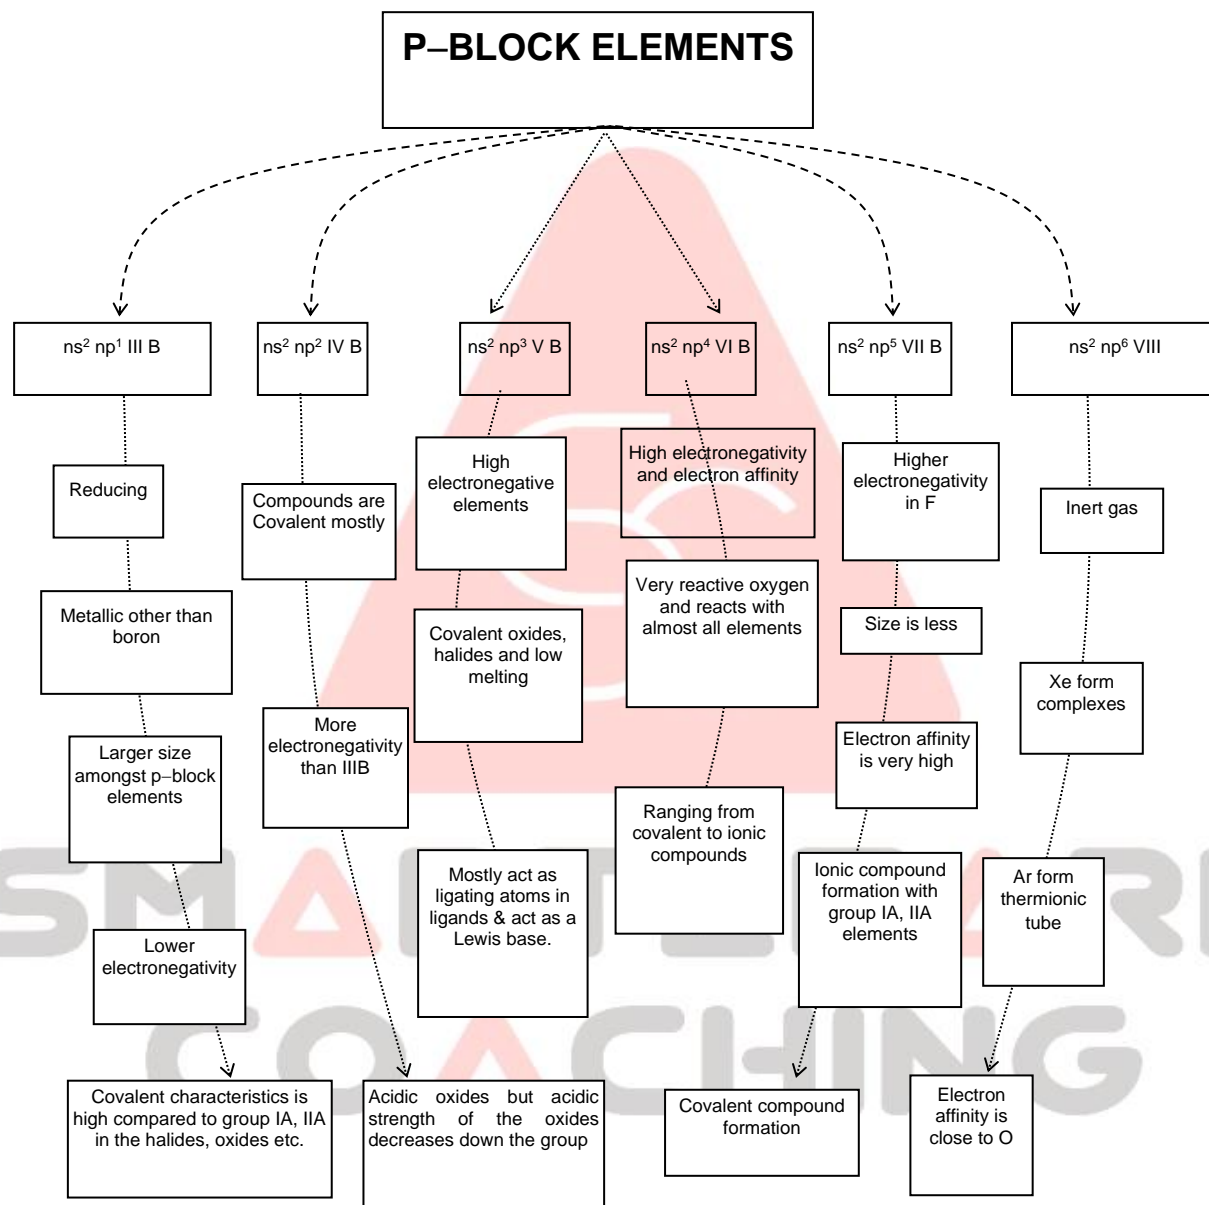 P–BLOCK ELEMENTS
ns² np¹ III B
ns² np² IV B
ns² np³ V B
ns² np⁴ VI B
ns² np⁵ VII B
ns² np⁶ VIII
Reducing
Metallic other than
boron
Larger size
amongst p–block
elements
Lower
electronegativity
Covalent characteristics is
high compared to group IA, IIA
in the halides, oxides etc.
Compounds are
Covalent mostly
More
electronegativity
than IIIB
Acidic oxides but acidic
strength of the oxides
decreases down the group
High
electronegative
elements
Covalent oxides,
halides and low
melting
Mostly act as
ligating atoms in
ligands & act as a
Lewis base.
High electronegativity
and electron affinity
Very reactive oxygen
and reacts with
almost all elements
Ranging from
covalent to ionic
compounds
Higher
electronegativity
in F
Size is less
Electron affinity
is very high
Ionic compound
formation with
group IA, IIA
elements
Covalent compound
formation
Inert gas
Xe form
complexes
Ar form
thermionic
tube
Electron
affinity is
close to O
COACHING